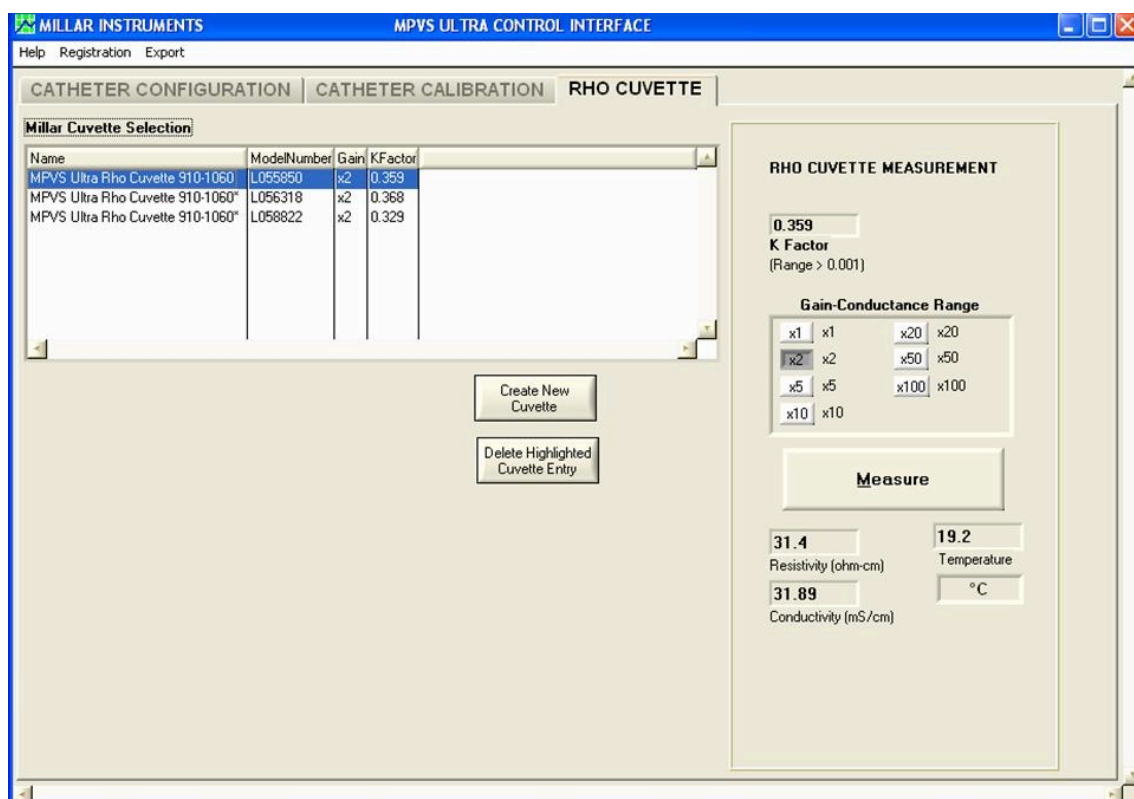 MILLAR INSTRUMENTS MPVS ULTRA CONTROL INTERFACE
Help Registration Export
CATHETER CONFIGURATION CATHETER CALIBRATION RHO CUVETTE
Millar Cuvette Selection
Name ModelNumber Gain KFactor
MPVS Ultra Rho Cuvette 910-1060 L055850 x2 0.359
MPVS Ultra Rho Cuvette 910-1060* L056318 x2 0.368
MPVS Ultra Rho Cuvette 910-1060* L058822 x2 0.329
Create New
Cuvette
Delete Highlighted
Cuvette Entry
RHO CUVETTE MEASUREMENT
0.359
K Factor
(Range > 0.001)
Gain-Conductance Range
x1 x1 x20 x20
x2 x2 x50 x50
x5 x5 x100 x100
x10 x10
Measure
31.4 19.2
Resistivity (ohm-cm) Temperature
31.89 °C
Conductivity (mS/cm)